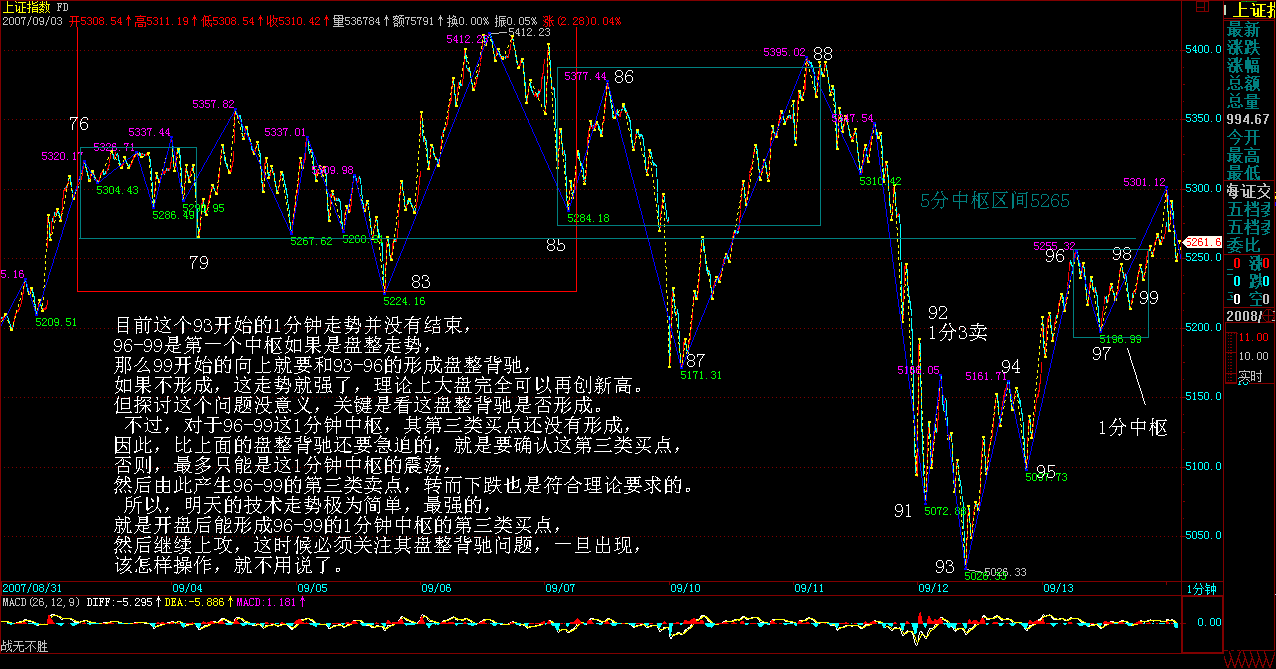 上证指数 FD
2007/09/03 开5308.54↑高5311.19↑低5308.54↑收5310.42↑量536784↑额75791↑换0.00% 振0.05% 涨(2.28)0.04%
5412.23
5412.23
5400.0
5395.02
88
5377.44
86
5357.82
5350.0
76
5337.44
5337.01
5347.54
5320.17
5326.71
5309.98
5304.43
5310.42
5301.12
5300.0
5286.49
5284.18
5分中枢区间5265
5267.62
79
85
5255.32
96
98
5261.6
5250.0
83
5224.16
99
5209.51
92
1分3卖
5200.0
5196.99
97
87
5171.31
94
5161.71
5150.0
1分中枢
5100.0
95
91
5050.0
93
5026.33
5026.33
目前这个93开始的1分钟走势并没有结束,
96-99是第一个中枢如果是盘整走势,
那么99开始的向上就要和93-96的形成盘整背驰,
如果不形成, 这走势就强了, 理论上大盘完全可以再创新高。
但探讨这个问题没意义, 关键是看这盘整背驰是否形成。
不过, 对于96-99这1分钟中枢, 其第三类买点还没有形成,
因此, 比上面的盘整背驰还要急迫的, 就是要确认这第三类买点,
否则, 最多只能是这1分钟中枢的震荡,
然后由此产生96-99的第三类卖点, 转而下跌也是符合理论要求的。
所以, 明天的技术走势极为简单, 最强的,
就是开盘后能形成96-99的1分钟中枢的第三类买点,
然后继续上攻, 这时候必须关注其盘整背驰问题, 一旦出现,
该怎样操作, 就不用说了。
2007/08/31 09/04 09/05 09/06 09/07 09/10 09/11 09/12 09/13 1分钟
MACD(26,12,9) DIFF:-5.295↑DEA:-5.886↑MACD:1.181↑
0.00
战无不胜
上证指
最新
涨跌
涨幅
总额
总量
994.67
今开
最高
最低
海证交
五档
五档
委比
0 涨0
0 跌0
0 空0
2008/
11.00
10.00
实时